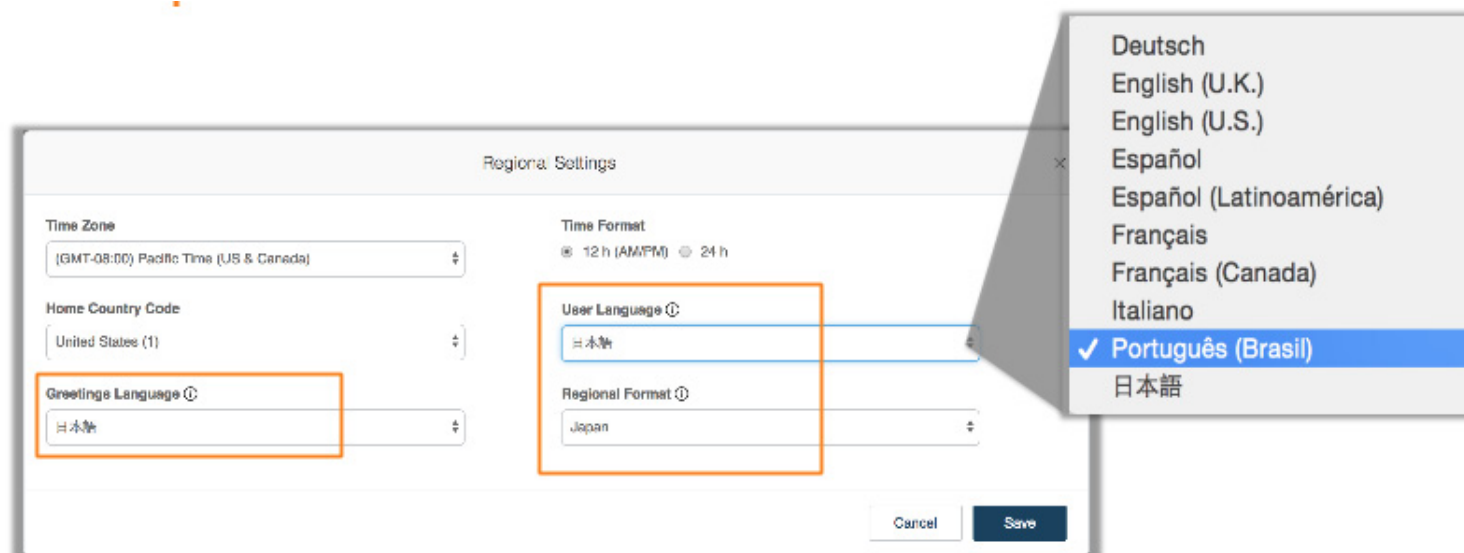 Regional Settings
Time Zone
(GMT-08:00) Pacific Time (US & Canada)
Time Format
12 h (AM/PM) 24 h
Home Country Code
United States (1)
User Language
日本語
Greetings Language
日本語
Regional Format
Japan
Cancel Save
Deutsch
English (U.K.)
English (U.S.)
Español
Español (Latinoamérica)
Français
Français (Canada)
Italiano
Português (Brasil)
日本語